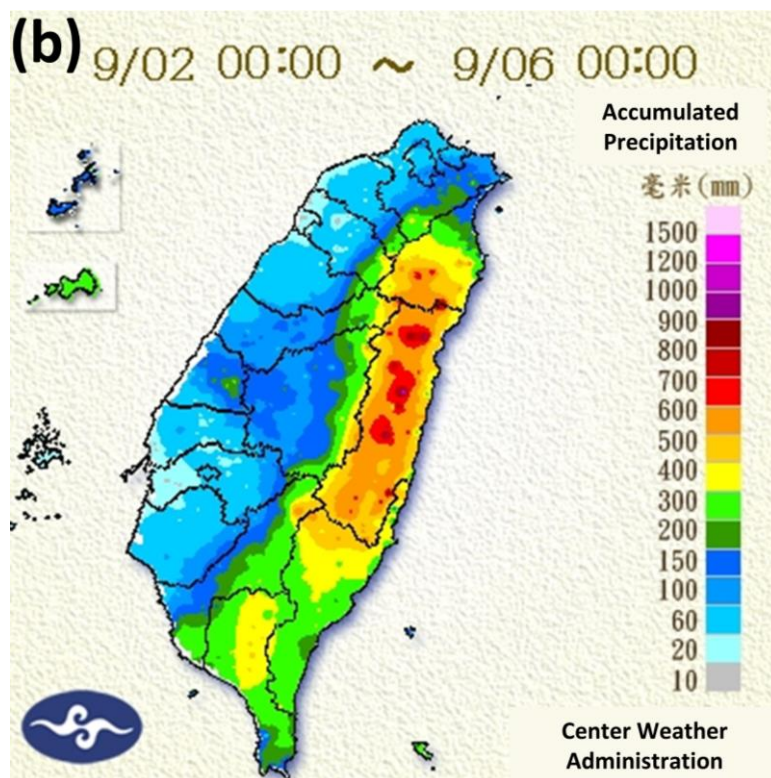 (b) 9/02 00:00 ~ 9/06 00:00
Accumulated
Precipitation
毫米(mm)
1500
1200
1000
900
800
700
600
500
400
300
200
150
100
60
20
10
Center Weather
Administration